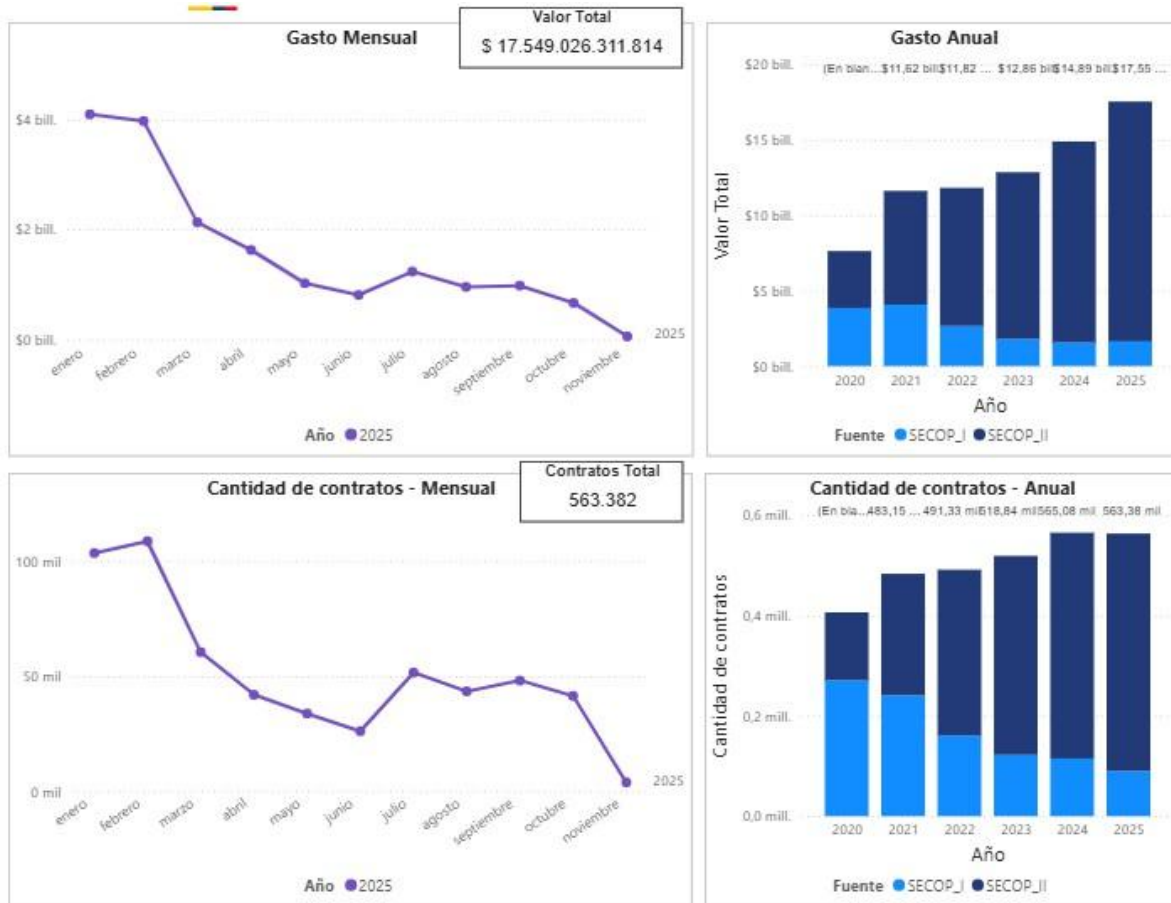 Valor Total
$ 17.549.026.311.814
Gasto Mensual
$4 bill.
$2 bill.
$0 bill.
enero
febrero
marzo
abril
mayo
junio
julio
agosto
septiembre
octubre
noviembre
2025
Año 2025
Gasto Anual
(En blan... $11,62 bill. $11,82 ... $12,86 bill. $14,89 bill. $17,55 ...
$20 bill.
$15 bill.
$10 bill.
$5 bill.
$0 bill.
Valor Total
2020 2021 2022 2023 2024 2025
Año
Fuente SECOP_I SECOP_II
Contratos Total
563.382
Cantidad de contratos - Mensual
100 mil
50 mil
0 mil
enero
febrero
marzo
abril
mayo
junio
julio
agosto
septiembre
octubre
noviembre
2025
Año 2025
Cantidad de contratos - Anual
(En bla... 483,15 ... 491,33 mil 518,84 mil 565,08 mil 563,38 mil
0,6 mill.
0,4 mill.
0,2 mill.
0,0 mill.
Cantidad de contratos
2020 2021 2022 2023 2024 2025
Año
Fuente SECOP_I SECOP_II